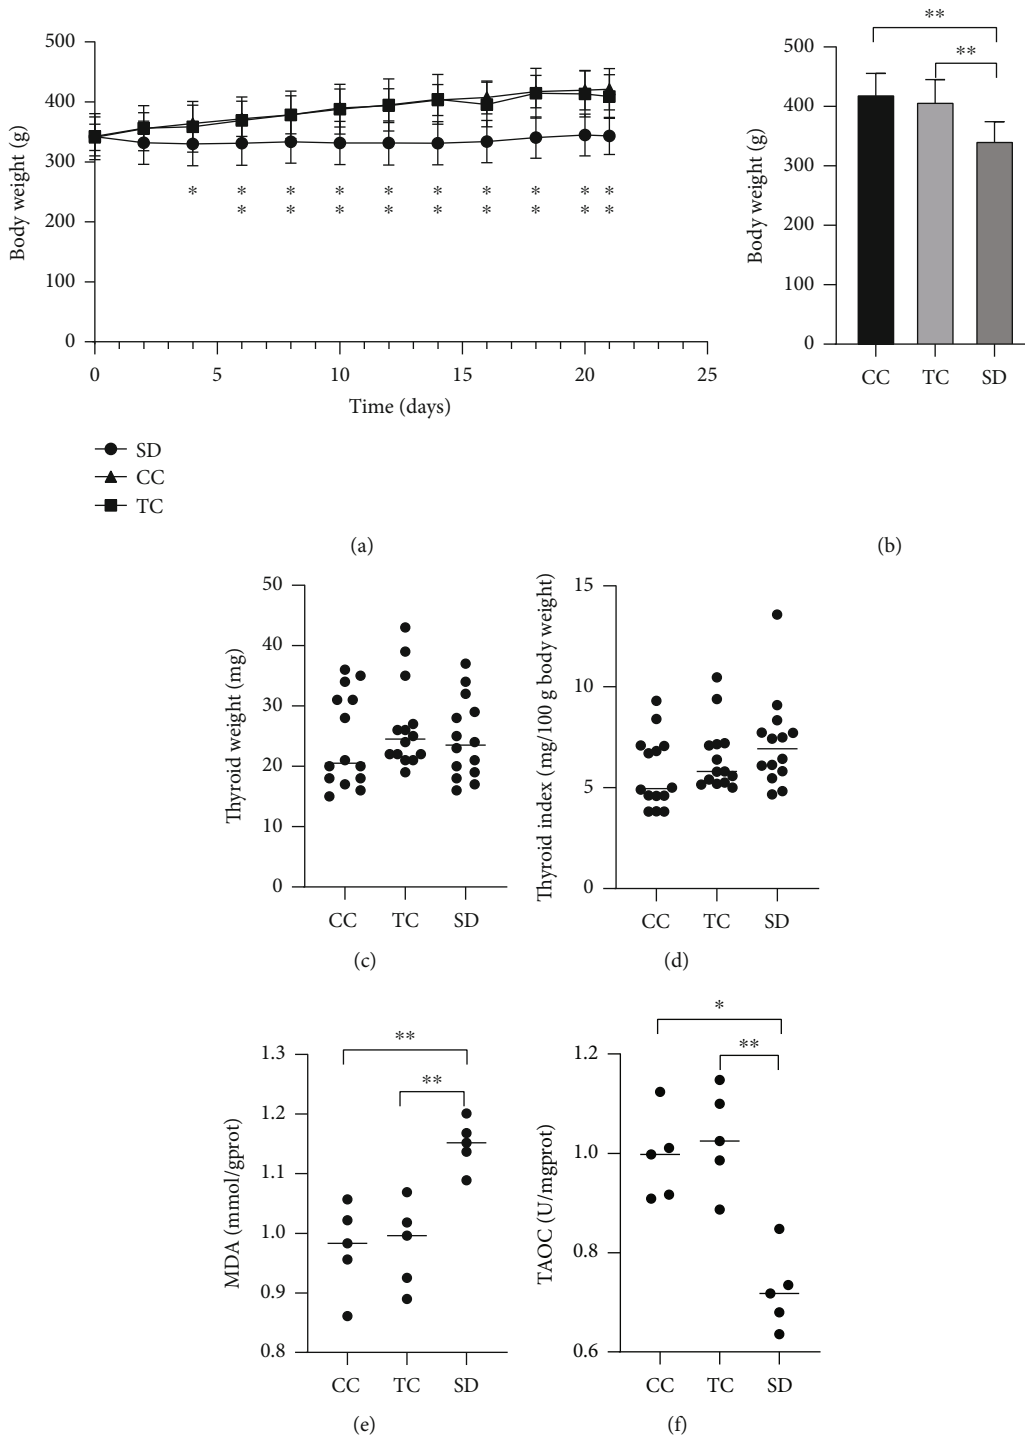 500
400
300
200
100
0
Body weight (g)
* * * * * * * * * *
* * * * * * * * *
0 5 10 15 20 25
Time (days)
SD
CC
TC
(a)
**
**
500
400
300
200
100
0
Body weight (g)
CC TC SD
(b)
50
40
30
20
10
0
Thyroid weight (mg)
CC TC SD
(c)
15
10
5
0
Thyroid index (mg/100 g body weight)
CC TC SD
(d)
**
**
1.3
1.2
1.1
1.0
0.9
0.8
MDA (mmol/gprot)
CC TC SD
(e)
*
**
1.2
1.0
0.8
0.6
TAOC (U/mgprot)
CC TC SD
(f)